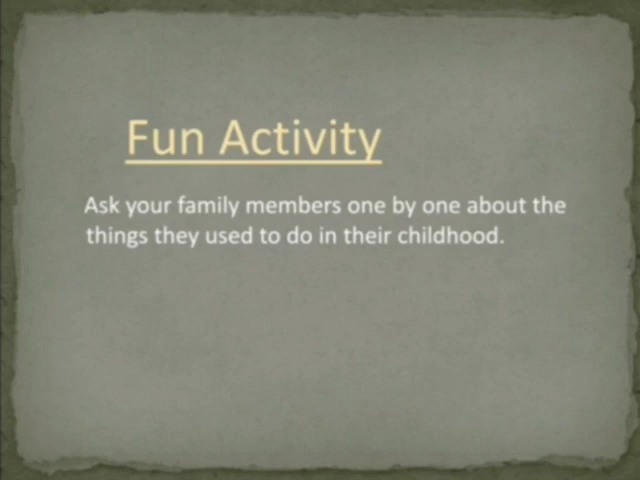 Fun Activity
Ask your family members one by one about the
things they used to do in their childhood.